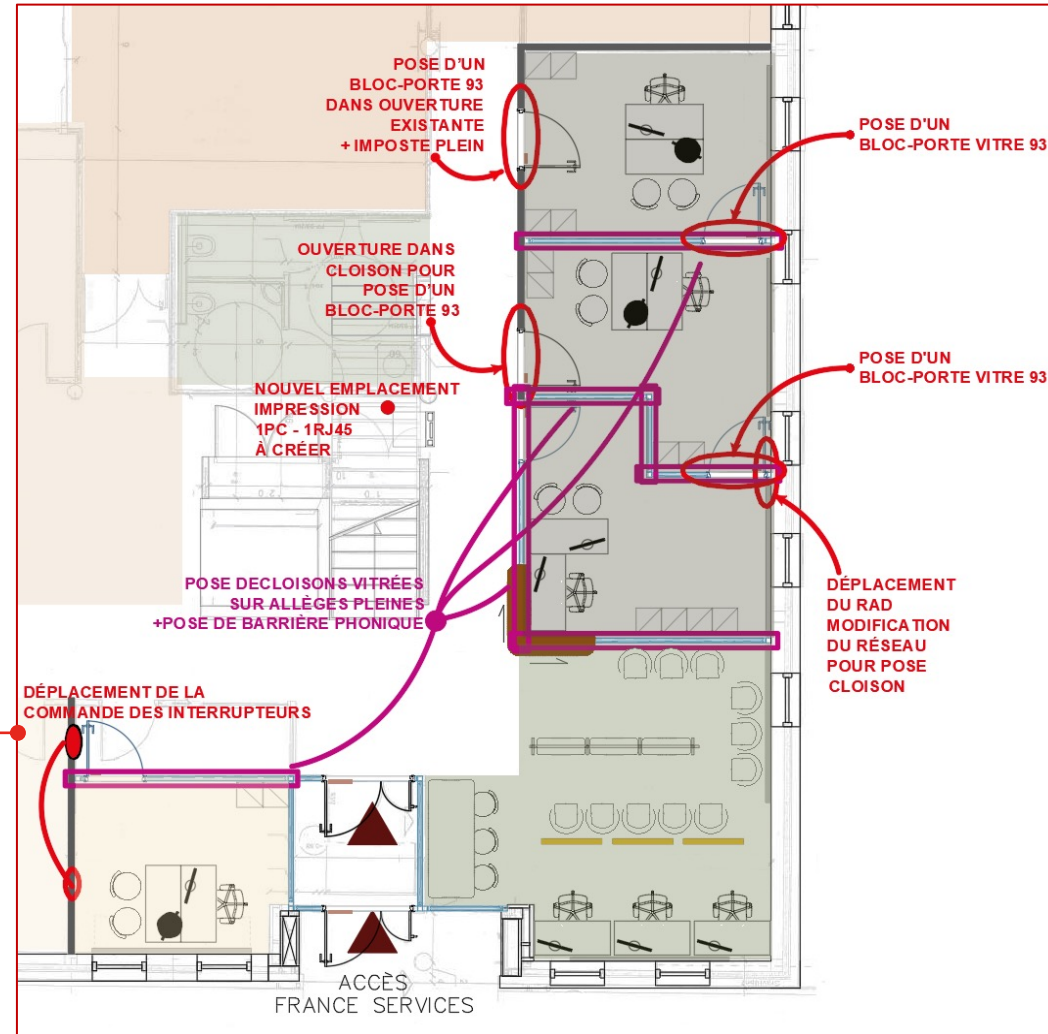 POSE D'UN
BLOC-PORTE 93
DANS OUVERTURE
EXISTANTE
+ IMPOSTE PLEIN
POSE D'UN
BLOC-PORTE VITRE 93
OUVERTURE DANS
CLOISON POUR
POSE D'UN
BLOC-PORTE 93
POSE D'UN
BLOC-PORTE VITRE 93
NOUVEL EMPLACEMENT
IMPRESSION
1PC - 1RJ45
À CRÉER
POSE DECLOISONS VITRÉES
SUR ALLÈGES PLEINES
+POSE DE BARRIÈRE PHONIQUE
DÉPLACEMENT
DU RAD
MODIFICATION
DU RÉSEAU
POUR POSE
CLOISON
DÉPLACEMENT DE LA
COMMANDE DES INTERRUPTEURS
ACCÈS
FRANCE SERVICES